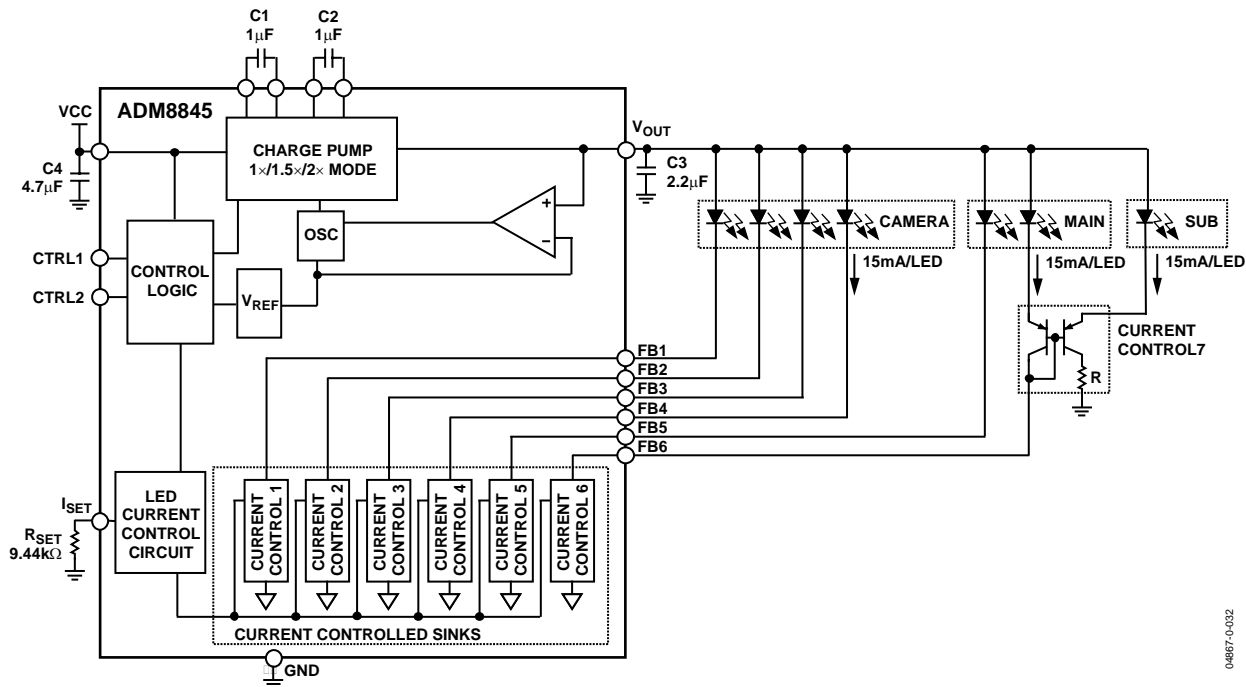 C1
1μF
C2
1μF
VCC
ADM8845
C4
4.7μF
CHARGE PUMP
1×/1.5×/2× MODE
VOUT
C3
2.2μF
OSC
+
−
CAMERA
MAIN
SUB
15mA/LED
15mA/LED
15mA/LED
CTRL1
CTRL2
CONTROL
LOGIC
VREF
CURRENT
CONTROL7
R
FB1
FB2
FB3
FB4
FB5
FB6
ISET
RSET
9.44kΩ
LED
CURRENT
CONTROL
CIRCUIT
CURRENT
CONTROL 1
CURRENT
CONTROL 2
CURRENT
CONTROL 3
CURRENT
CONTROL 4
CURRENT
CONTROL 5
CURRENT
CONTROL 6
CURRENT CONTROLLED SINKS
GND
04867-0-032